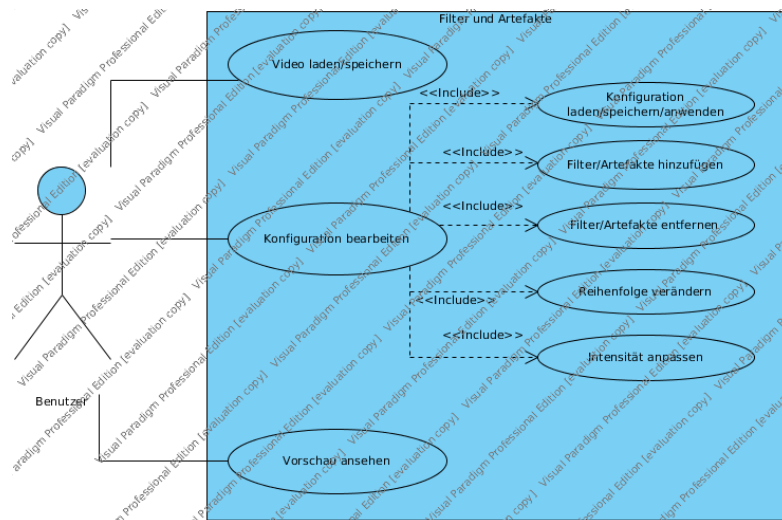 Filter und Artefakte
Video laden/speichern
<<Include>>
Konfiguration
laden/speichern/anwenden
<<Include>>
Filter/Artefakte hinzufügen
<<Include>>
Filter/Artefakte entfernen
Konfiguration bearbeiten
<<Include>>
Reihenfolge verändern
<<Include>>
Intensität anpassen
Benutzer
Vorschau ansehen
Visual Paradigm Professional Edition [evaluation copy]